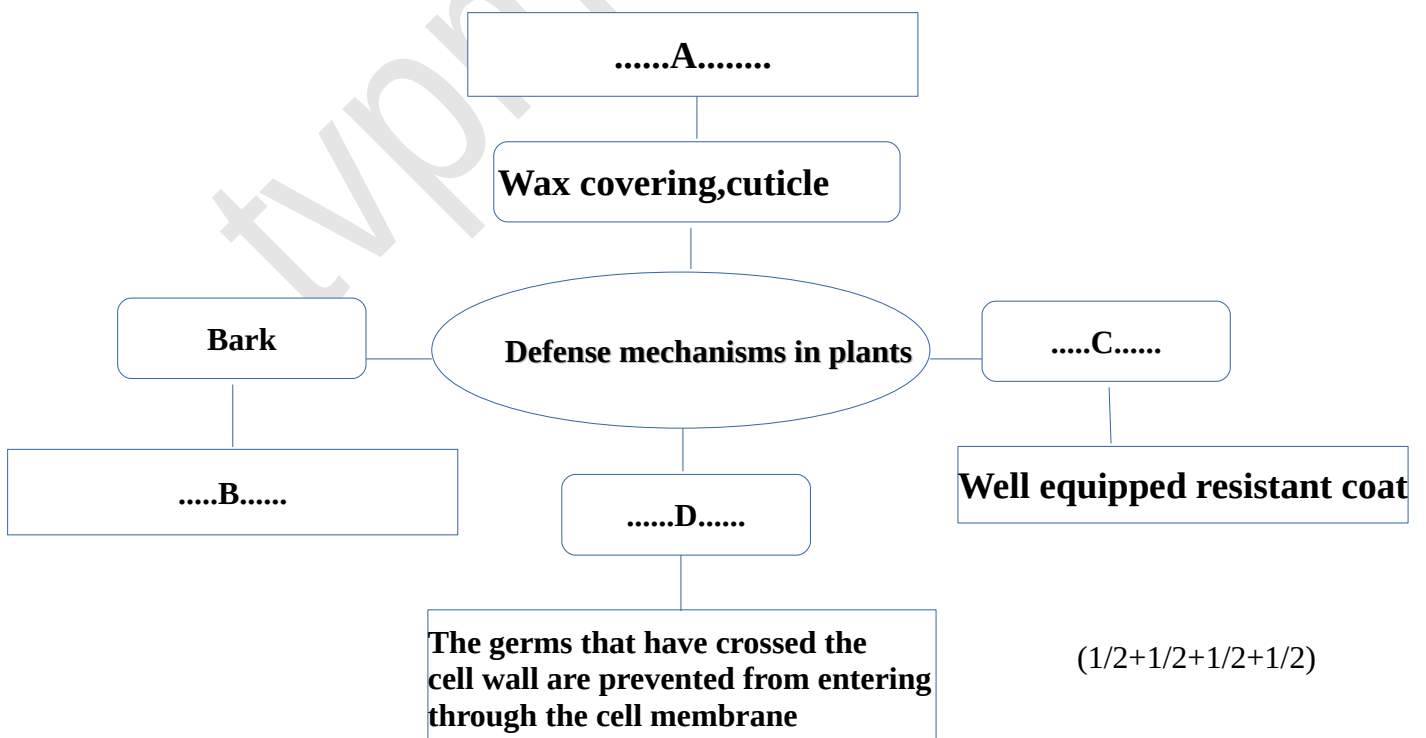 ......A........
Wax covering,cuticle
Bark
Defense mechanisms in plants
.....C......
.....B......
Well equipped resistant coat
......D......
The germs that have crossed the
cell wall are prevented from entering
through the cell membrane
(1/2+1/2+1/2+1/2)